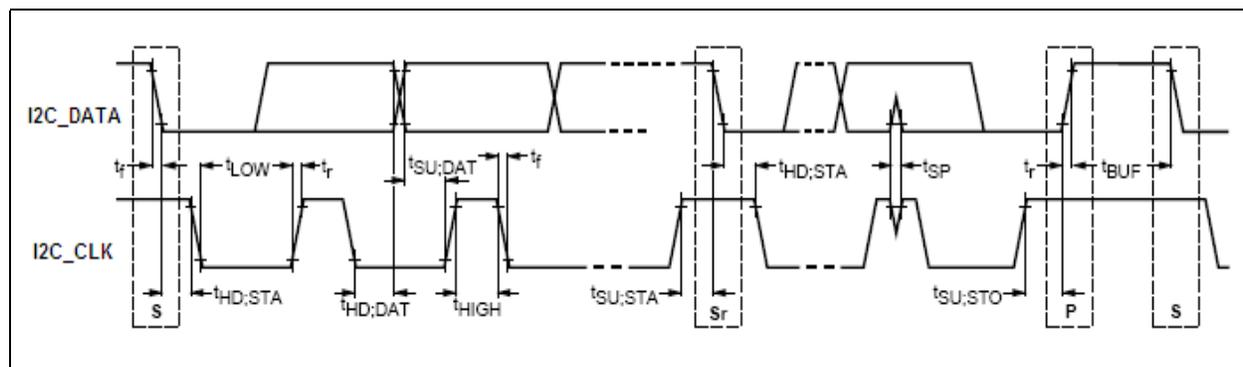 I2C_DATA
tf
tLOW
tr
tSU;DAT
tf
tHD;STA
tSP
tr
tBUF
I2C_CLK
tHD;STA
tHD;DAT
tHIGH
tSU;STA
tSU;STO
S
Sr
P
S